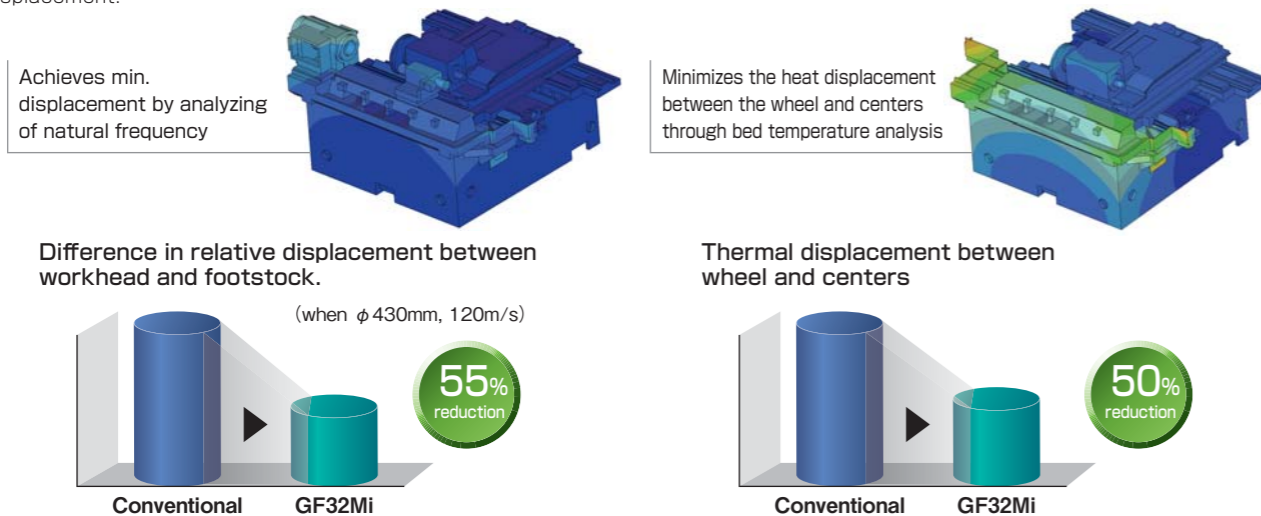 Achieves min.
displacement by analyzing
of natural frequency
Minimizes the heat displacement
between the wheel and centers
through bed temperature analysis
Difference in relative displacement between
workhead and footstock.
(when φ430mm, 120m/s)
55%
reduction
Conventional GF32Mi
Thermal displacement between
wheel and centers
50%
reduction
Conventional GF32Mi